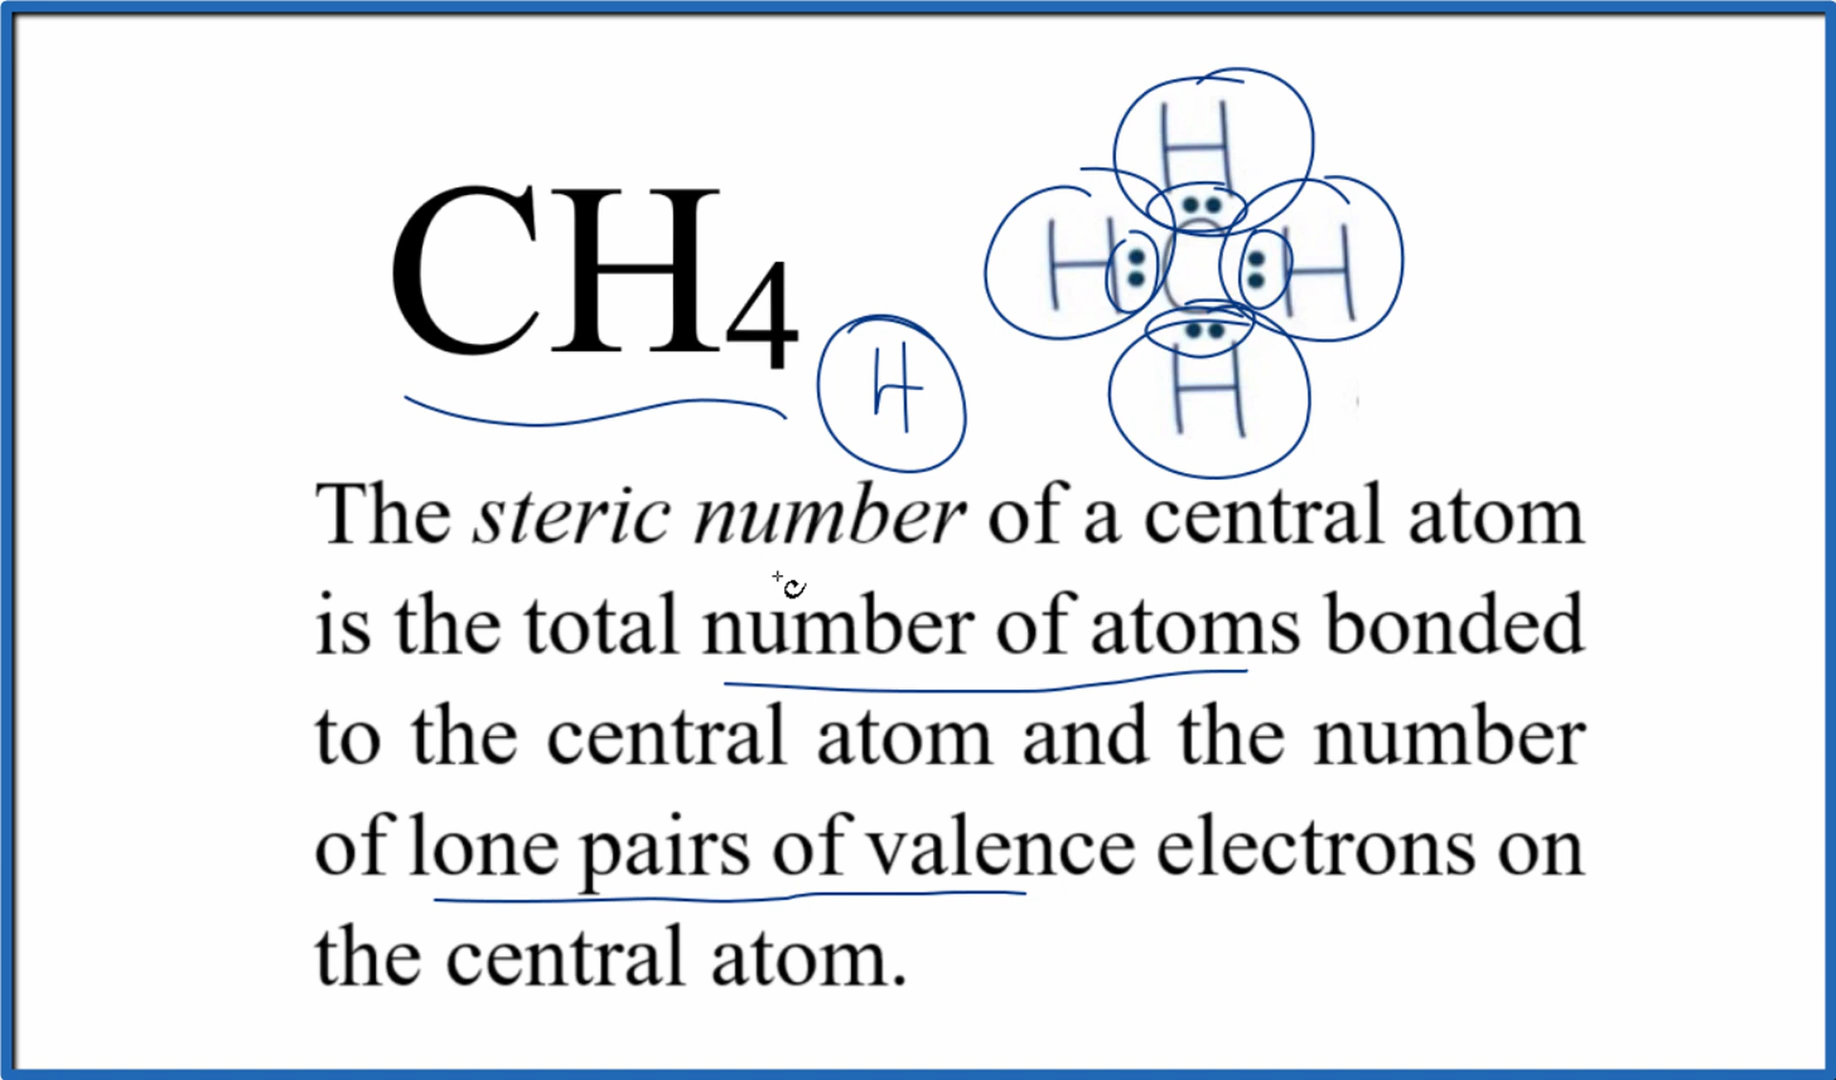 CH4
H
H C H
H
4
The steric number of a central atom
is the total number of atoms bonded
to the central atom and the number
of lone pairs of valence electrons on
the central atom.